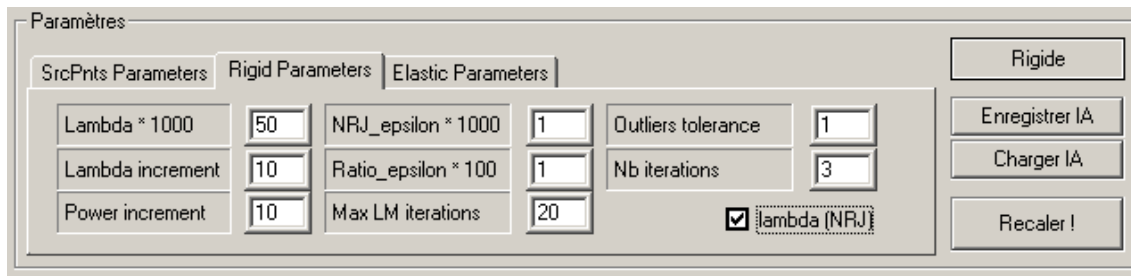 Paramètres
SrcPnts Parameters Rigid Parameters Elastic Parameters
Rigide
Lambda * 1000 50 NRJ_epsilon * 1000 1 Outliers tolerance 1
Enregistrer IA
Lambda increment 10 Ratio_epsilon * 100 1 Nb iterations 3
Charger IA
Power increment 10 Max LM iterations 20 lambda (NRJ)
Recaler !